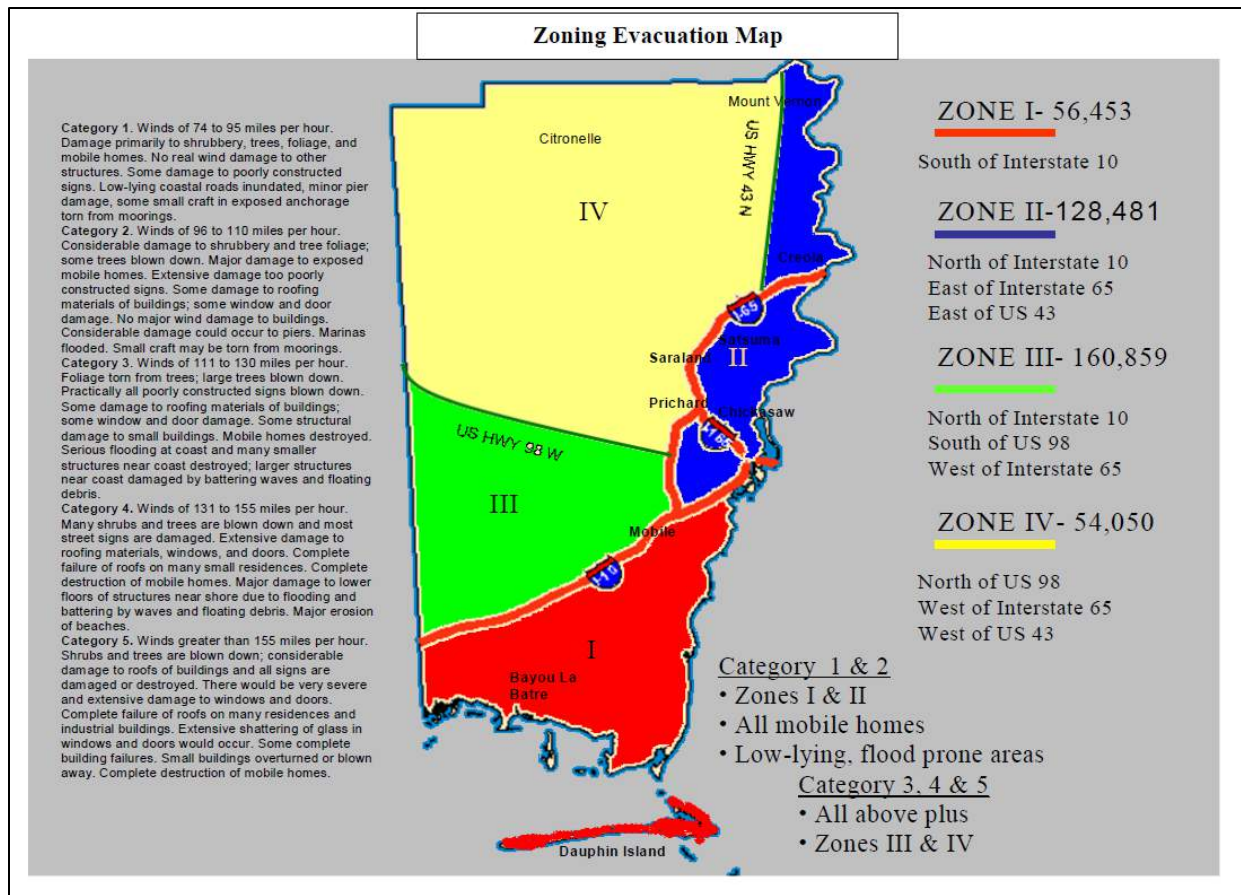 Zoning Evacuation Map
Category 1. Winds of 74 to 95 miles per hour.
Damage primarily to shrubbery, trees, foliage, and
mobile homes. No real wind damage to other
structures. Some damage to poorly constructed
signs. Low-lying coastal roads inundated, minor pier
damage, some small craft in exposed anchorage
torn from moorings.
Category 2. Winds of 96 to 110 miles per hour.
Considerable damage to shrubbery and tree foliage;
some trees blown down. Major damage to exposed
mobile homes. Extensive damage too poorly
constructed signs. Some damage to roofing
materials of buildings; some window and door
damage. No major wind damage to buildings.
Considerable damage could occur to piers. Marinas
flooded. Small craft may be torn from moorings.
Category 3. Winds of 111 to 130 miles per hour.
Foliage torn from trees; large trees blown down.
Practically all poorly constructed signs blown down.
Some damage to roofing materials of buildings;
some window and door damage. Some structural
damage to small buildings. Mobile homes destroyed.
Serious flooding at coast and many smaller
structures near coast destroyed; larger structures
near coast damaged by battering waves and floating
debris.
Category 4. Winds of 131 to 155 miles per hour.
Many shrubs and trees are blown down and most
street signs are damaged. Extensive damage to
roofing materials, windows, and doors. Complete
failure of roofs on many small residences. Complete
destruction of mobile homes. Major damage to lower
floors of structures near shore due to flooding and
battering by waves and floating debris. Major erosion
of beaches.
Category 5. Winds greater than 155 miles per hour.
Shrubs and trees are blown down; considerable
damage to roofs of buildings and all signs are
damaged or destroyed. There would be very severe
and extensive damage to windows and doors.
Complete failure of roofs on many residences and
industrial buildings. Extensive shattering of glass in
windows and doors would occur. Some complete
building failures. Small buildings overturned or blown
away. Complete destruction of mobile homes.
Mount Vernon
Citronelle
US HWY 43 N
IV
Creola
I-65
Satsuma
Saraland
II
Prichard
Chickasaw
I-165
US HWY 98 W
III
Mobile
I-10
I
Bayou La
Batre
Dauphin Island
ZONE I- 56,453
South of Interstate 10
ZONE II-128,481
North of Interstate 10
East of Interstate 65
East of US 43
ZONE III- 160,859
North of Interstate 10
South of US 98
West of Interstate 65
ZONE IV- 54,050
North of US 98
West of Interstate 65
West of US 43
Category 1 & 2
• Zones I & II
• All mobile homes
• Low-lying, flood prone areas
Category 3, 4 & 5
• All above plus
• Zones III & IV